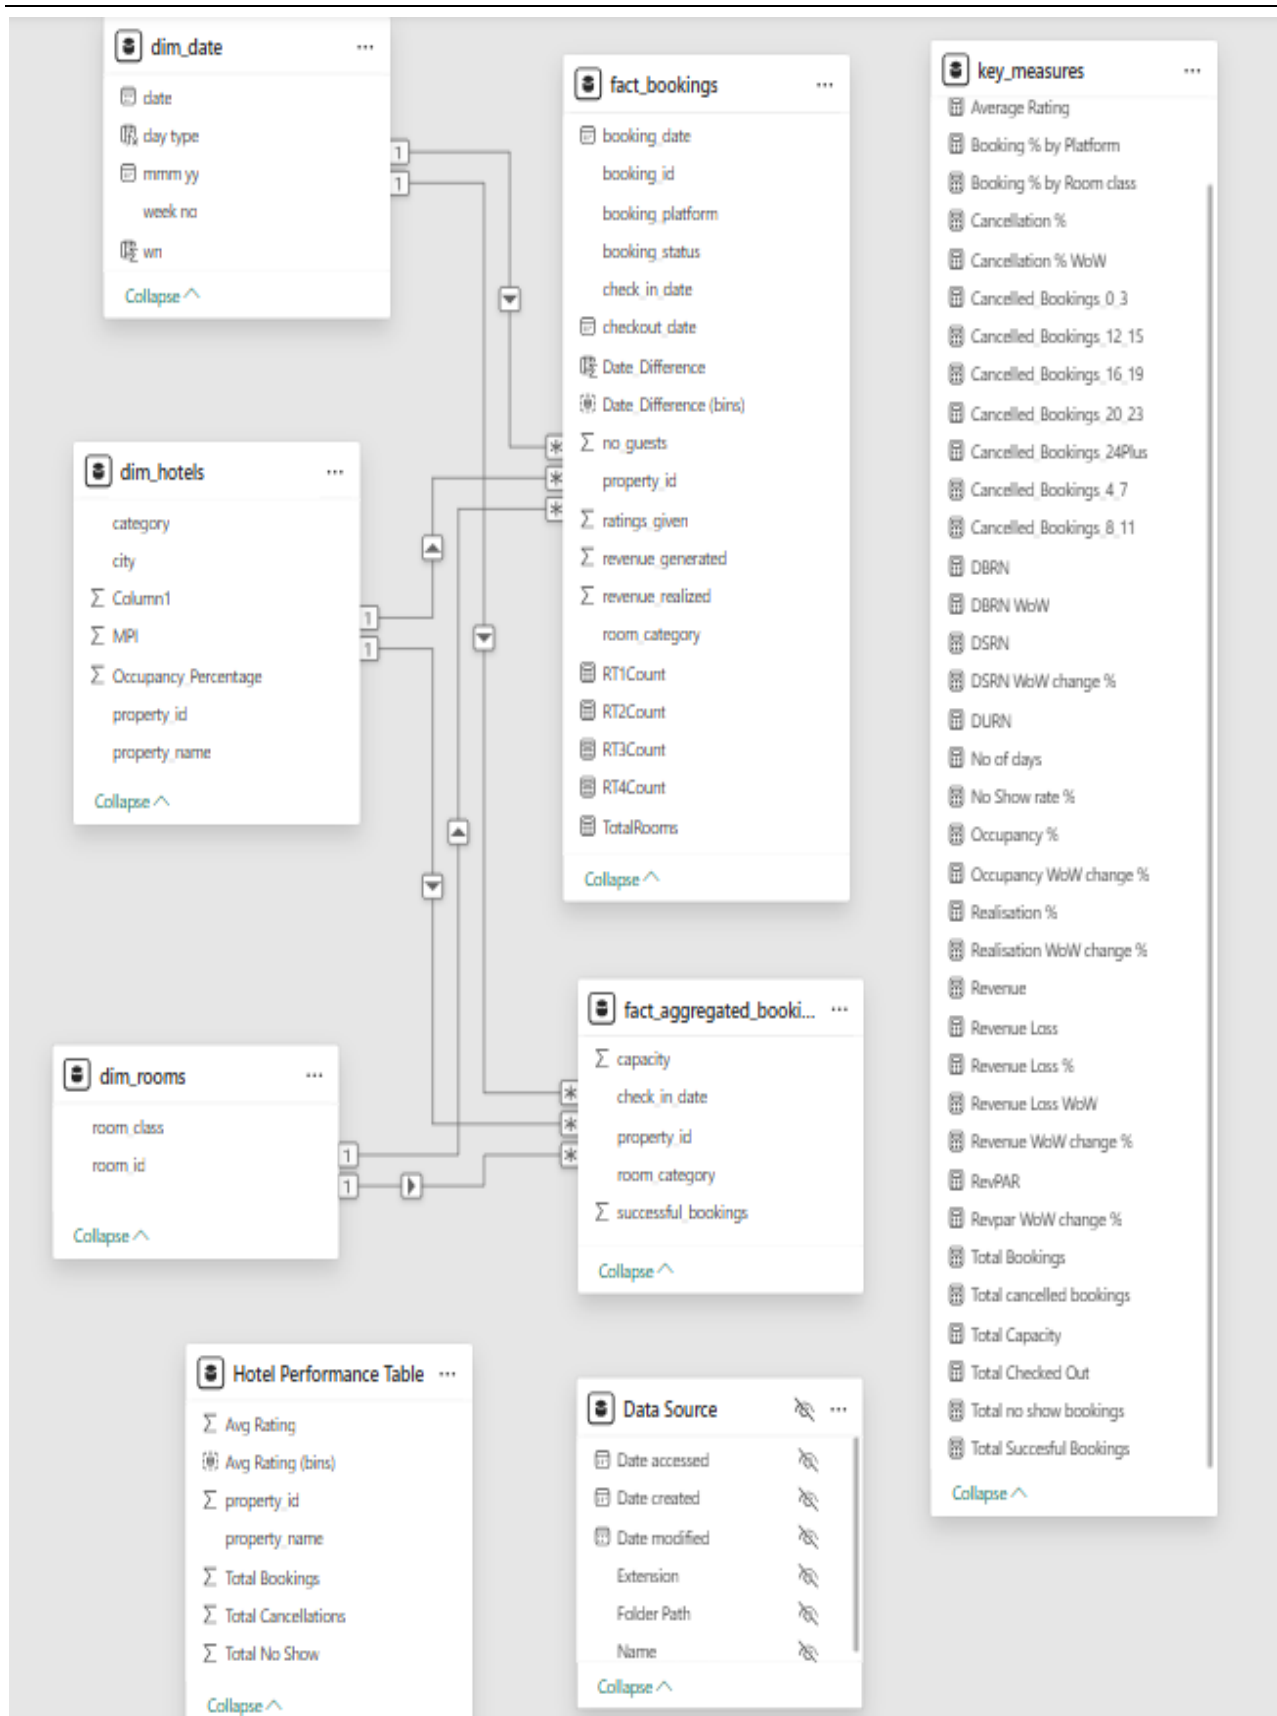 dim_date
date
day type
mmm yy
week no
wn
Collapse
1
1
fact_bookings
booking_date
booking_id
booking_platform
booking_status
check_in_date
checkout_date
Date_Difference
Date_Difference (bins)
no_guests
property_id
ratings_given
revenue_generated
revenue_realized
room_category
RT1Count
RT2Count
RT3Count
RT4Count
TotalRooms
Collapse
*
*
*
key_measures
Average Rating
Booking % by Platform
Booking % by Room class
Cancellation %
Cancellation % WoW
Cancelled_Bookings_0_3
Cancelled_Bookings_12_15
Cancelled_Bookings_16_19
Cancelled_Bookings_20_23
Cancelled_Bookings_24Plus
Cancelled_Bookings_4_7
Cancelled_Bookings_8_11
DBRN
DBRN WoW
DSRN
DSRN WoW change %
DURN
No of days
No Show rate %
Occupancy %
Occupancy WoW change %
Realisation %
Realisation WoW change %
Revenue
Revenue Loss
Revenue Loss %
Revenue Loss WoW
Revenue WoW change %
RevPAR
Revpar WoW change %
Total Bookings
Total cancelled bookings
Total Capacity
Total Checked Out
Total no show bookings
Total Succesful Bookings
Collapse
dim_hotels
category
city
Column1
MPI
Occupancy_Percentage
property_id
property_name
Collapse
1
1
dim_rooms
room_class
room_id
Collapse
1
1
fact_aggregated_booki...
capacity
check_in_date
property_id
room_category
successful_bookings
Collapse
*
*
*
Hotel Performance Table
Avg Rating
Avg Rating (bins)
property_id
property_name
Total Bookings
Total Cancellations
Total No Show
Collapse
Data Source
Date accessed
Date created
Date modified
Extension
Folder Path
Name
Collapse